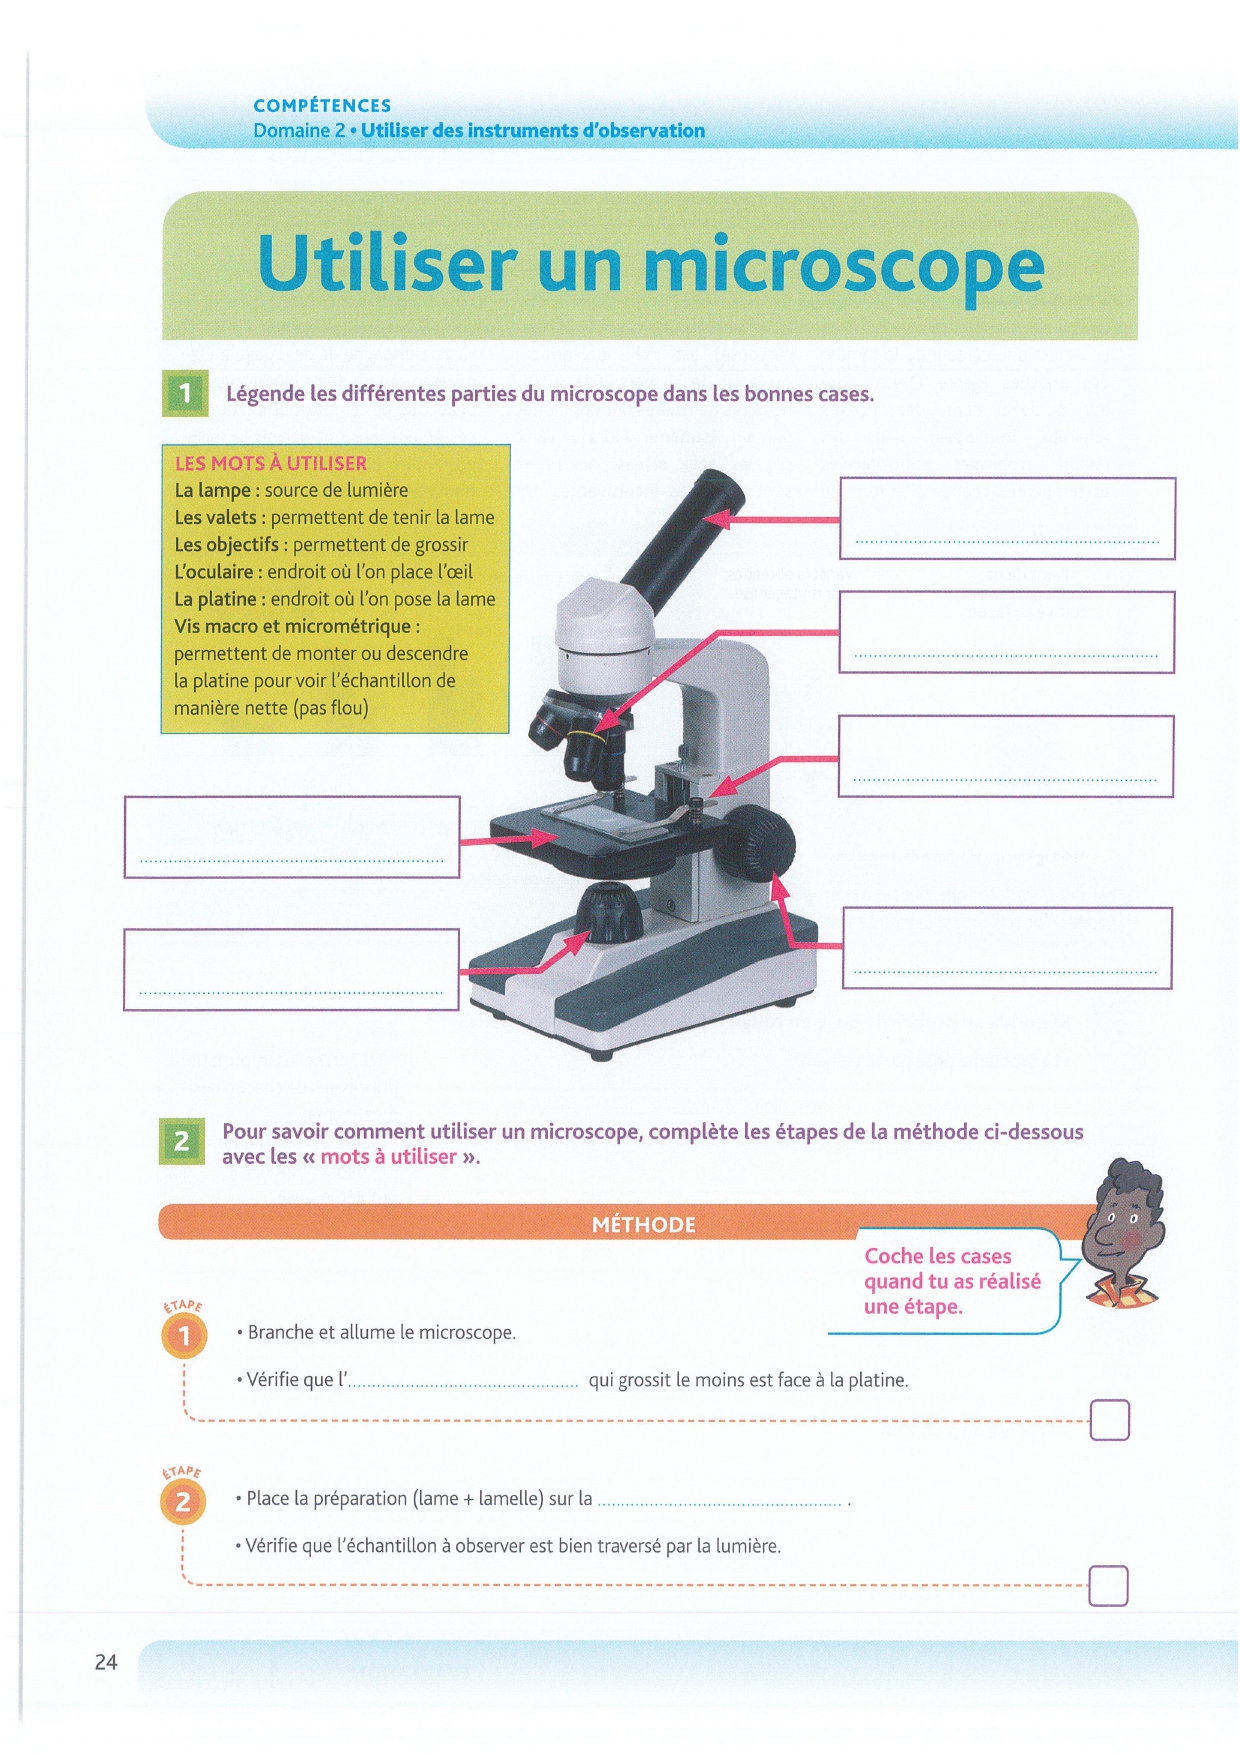 COMPÉTENCES
Domaine 2 • Utiliser des instruments d'observation
Utiliser un microscope
1 Légende les différentes parties du microscope dans les bonnes cases.
LES MOTS À UTILISER
La lampe : source de lumière
Les valets : permettent de tenir la lame
Les objectifs : permettent de grossir
L'oculaire : endroit où l'on place l'œil
La platine : endroit où l'on pose la lame
Vis macro et micrométrique :
permettent de monter ou descendre
la platine pour voir l'échantillon de
manière nette (pas flou)
2 Pour savoir comment utiliser un microscope, complète les étapes de la méthode ci-dessous
avec les « mots à utiliser ».
MÉTHODE
Coche les cases
quand tu as réalisé
une étape.
ÉTAPE
1
• Branche et allume le microscope.
• Vérifie que l'........................................... qui grossit le moins est face à la platine.
ÉTAPE
2
• Place la préparation (lame + lamelle) sur la ............................................. .
• Vérifie que l'échantillon à observer est bien traversé par la lumière.
24